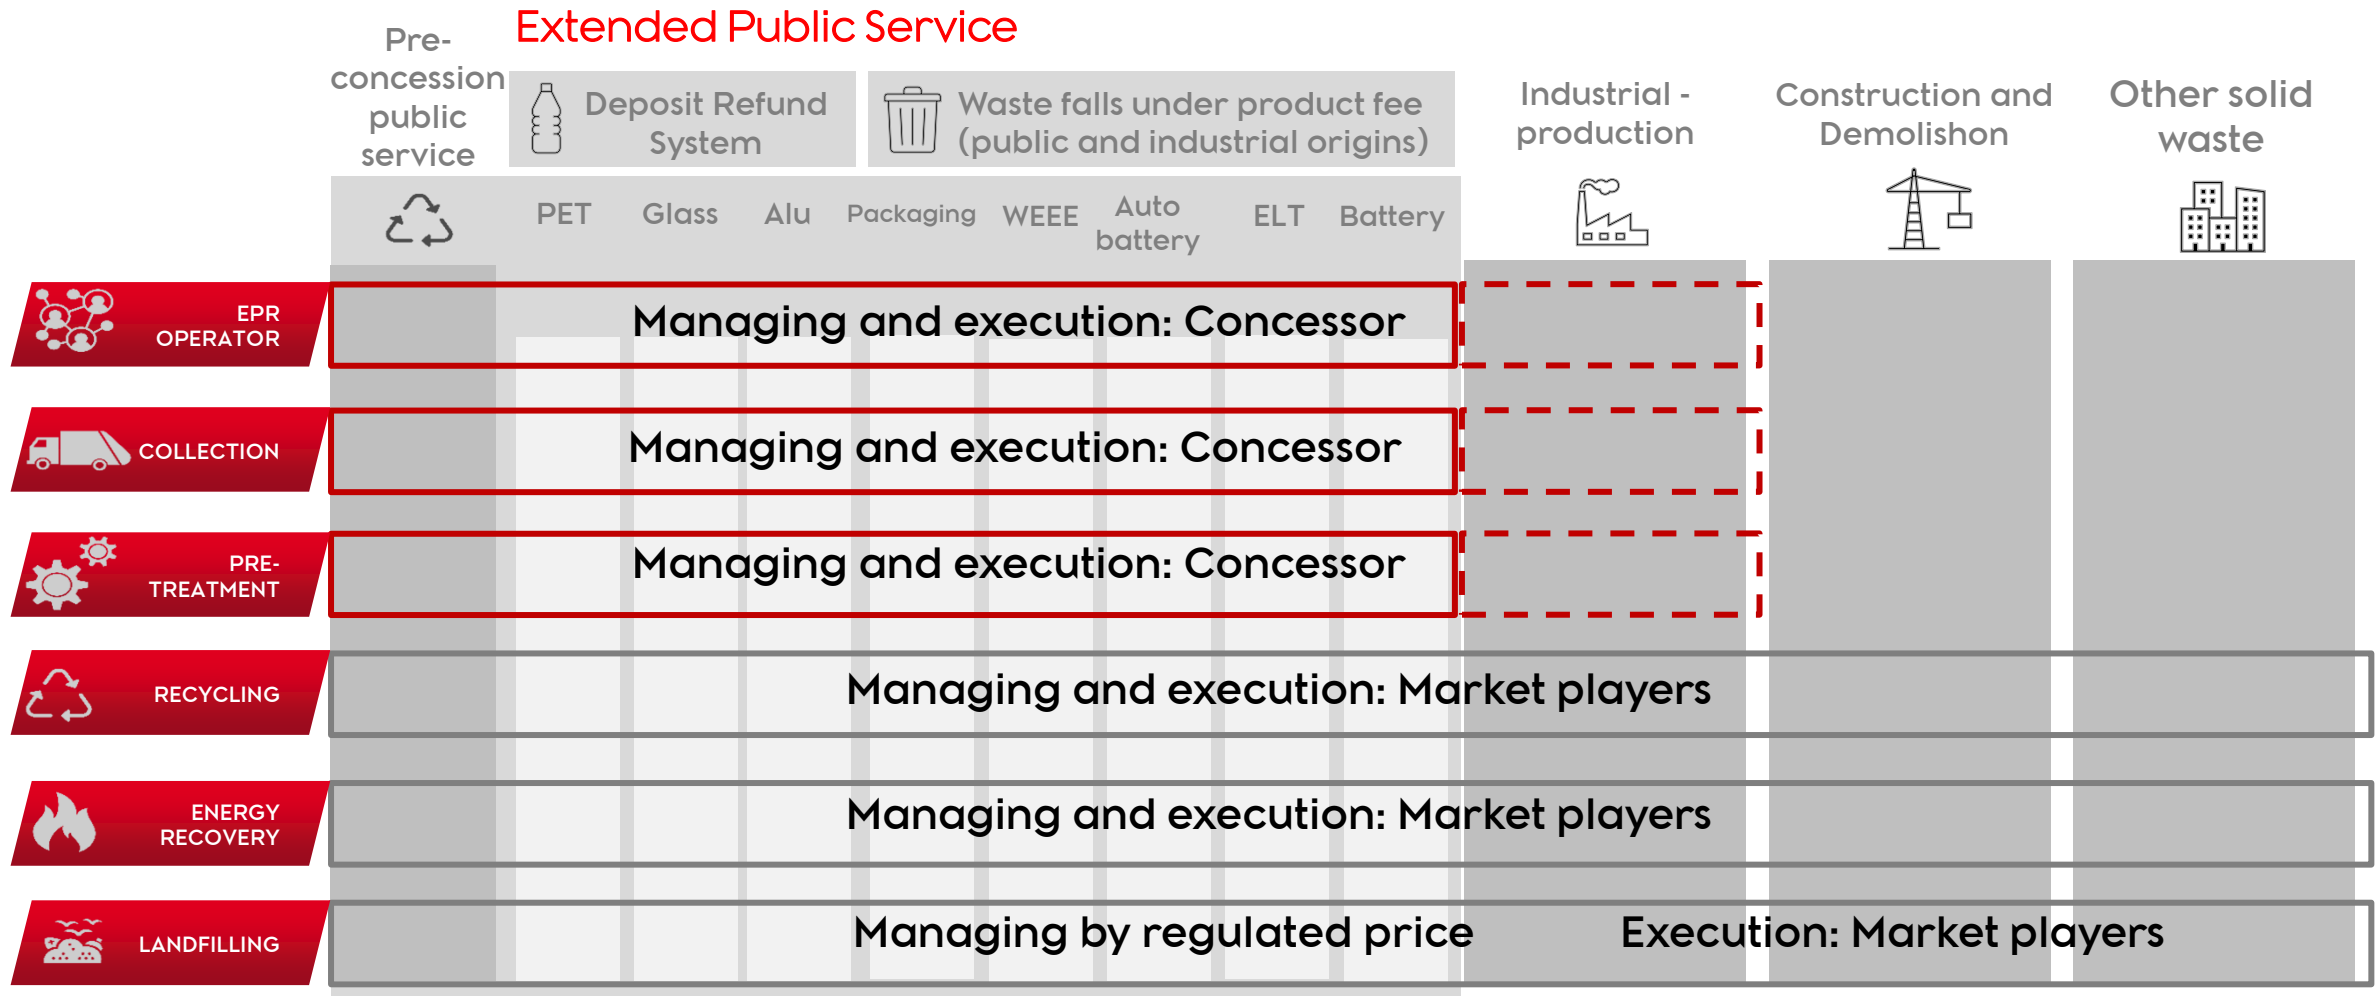 Extended Public Service
Pre-
concession
public
service
Deposit Refund
System
Waste falls under product fee
(public and industrial origins)
Industrial -
production
Construction and
Demolishon
Other solid
waste
PET
Glass
Alu
Packaging
WEEE
Auto
battery
ELT
Battery
EPR
OPERATOR
Managing and execution: Concessor
COLLECTION
Managing and execution: Concessor
PRE-
TREATMENT
Managing and execution: Concessor
RECYCLING
Managing and execution: Market players
ENERGY
RECOVERY
Managing and execution: Market players
LANDFILLING
Managing by regulated price
Execution: Market players